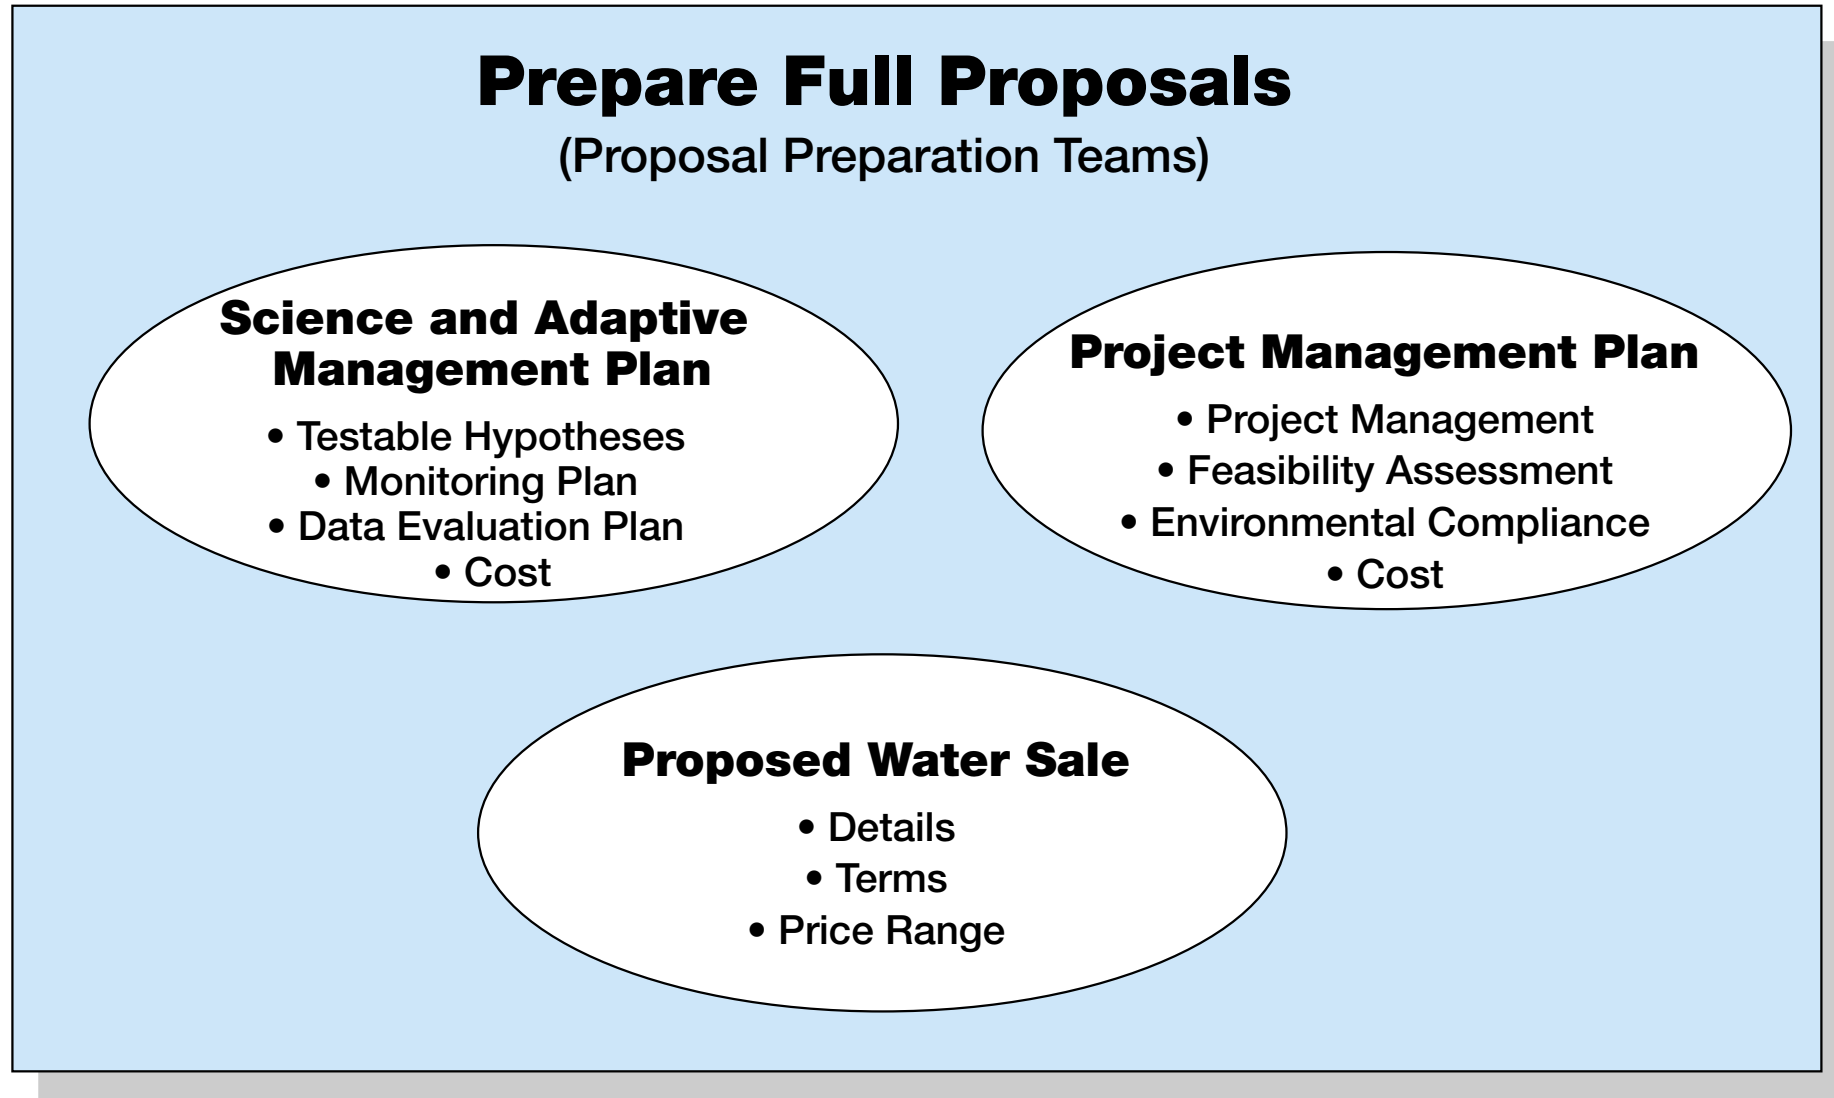 Prepare Full Proposals
(Proposal Preparation Teams)
Science and Adaptive
Management Plan
• Testable Hypotheses
• Monitoring Plan
• Data Evaluation Plan
• Cost
Project Management Plan
• Project Management
• Feasibility Assessment
• Environmental Compliance
• Cost
Proposed Water Sale
• Details
• Terms
• Price Range